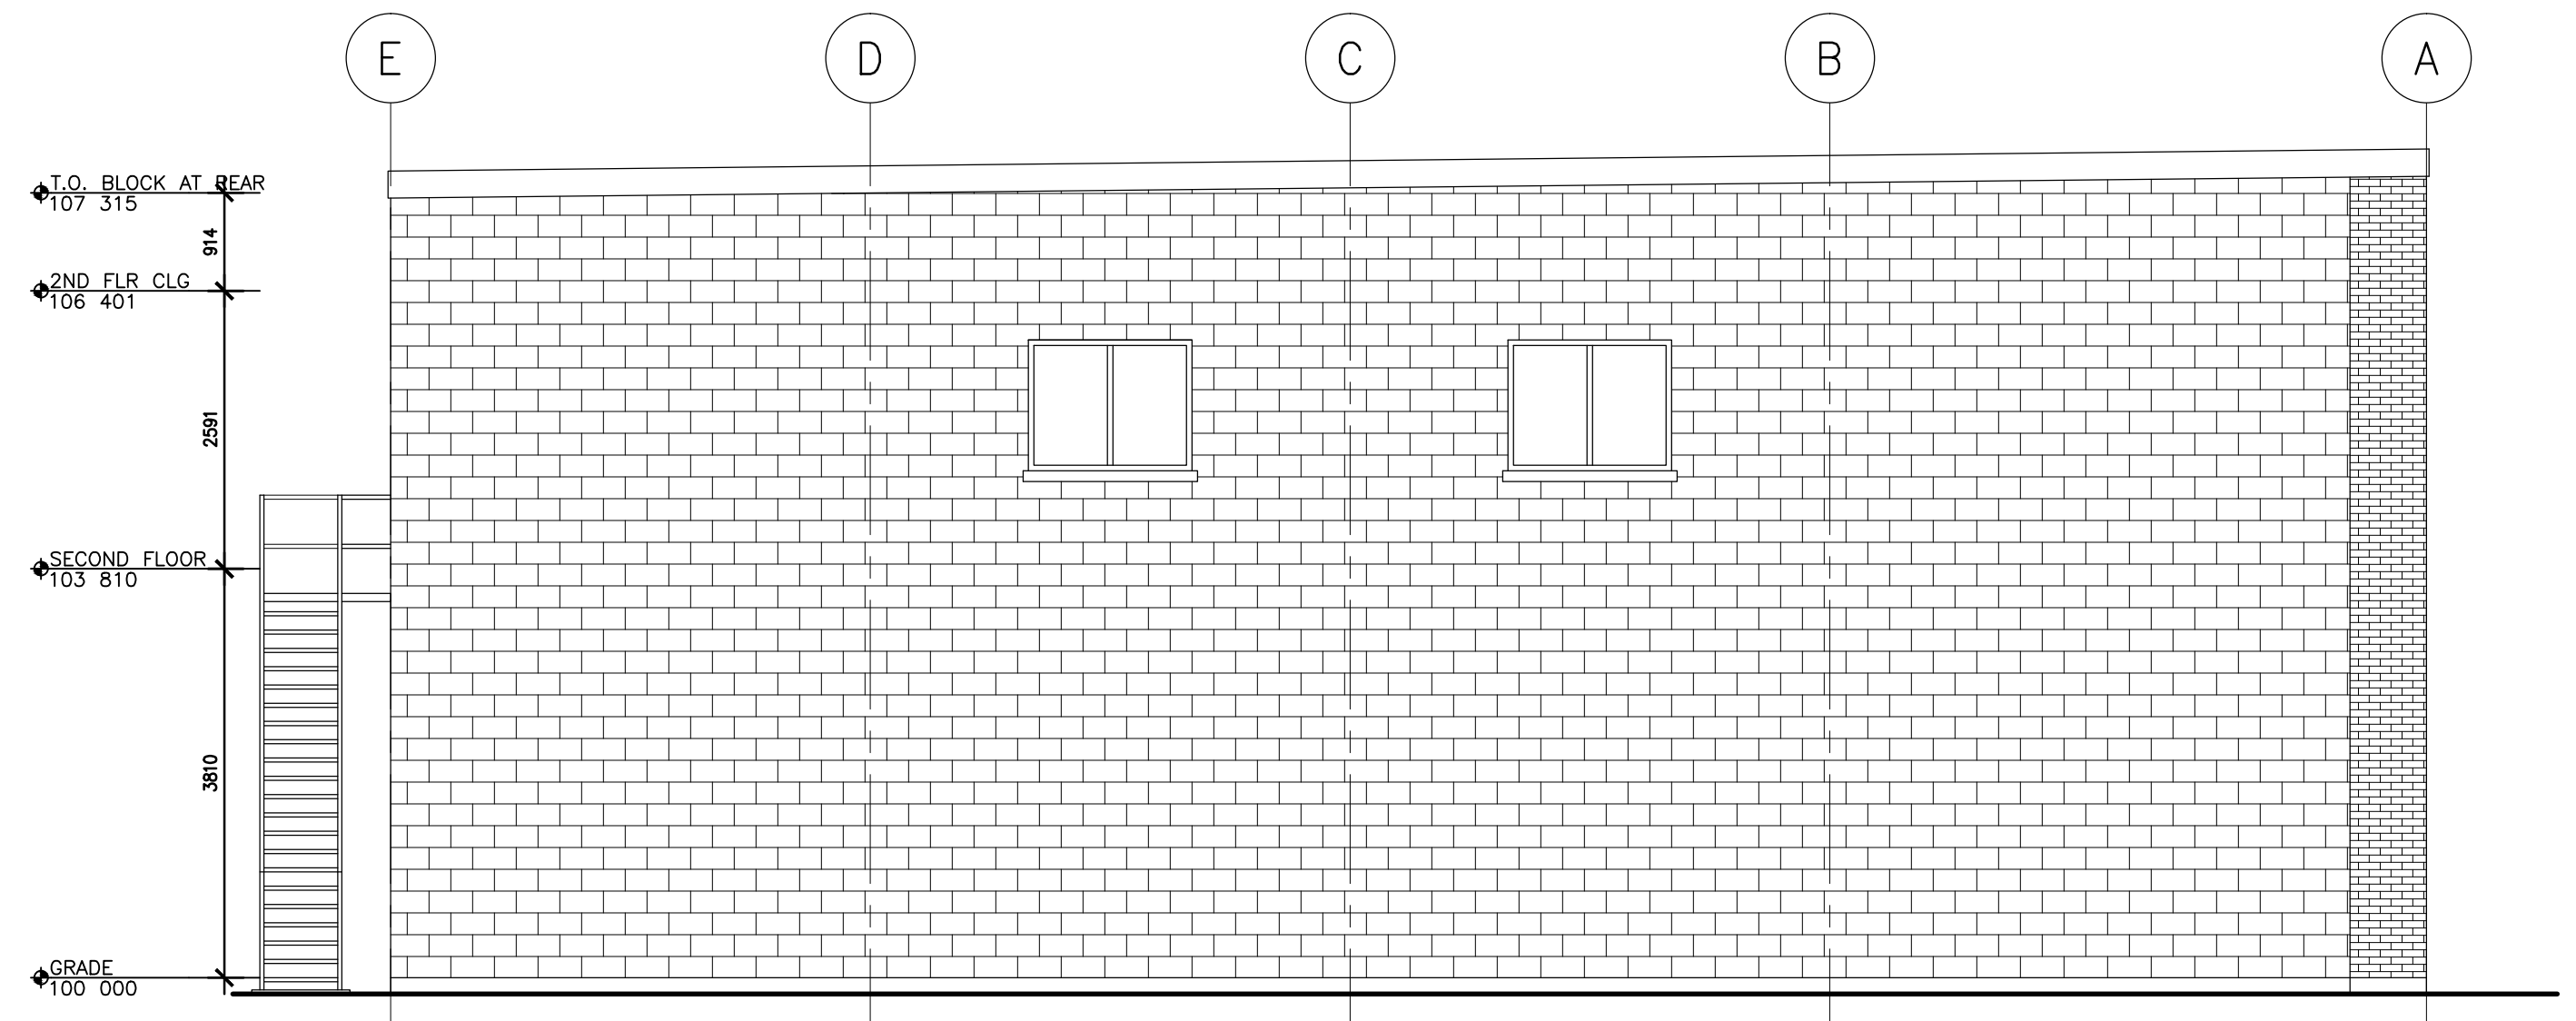 E D C B A
T.O. BLOCK AT REAR
107 315
914
2ND FLR CLG
106 401
2591
SECOND FLOOR
103 810
3810
GRADE
100 000